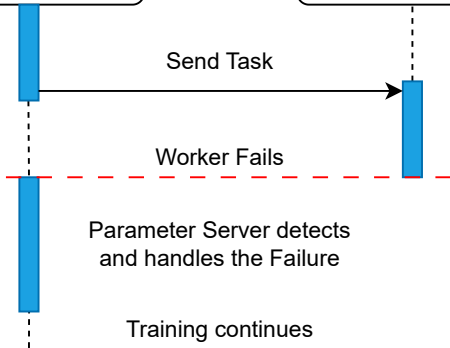 Send Task
Worker Fails
Parameter Server detects
and handles the Failure
Training continues